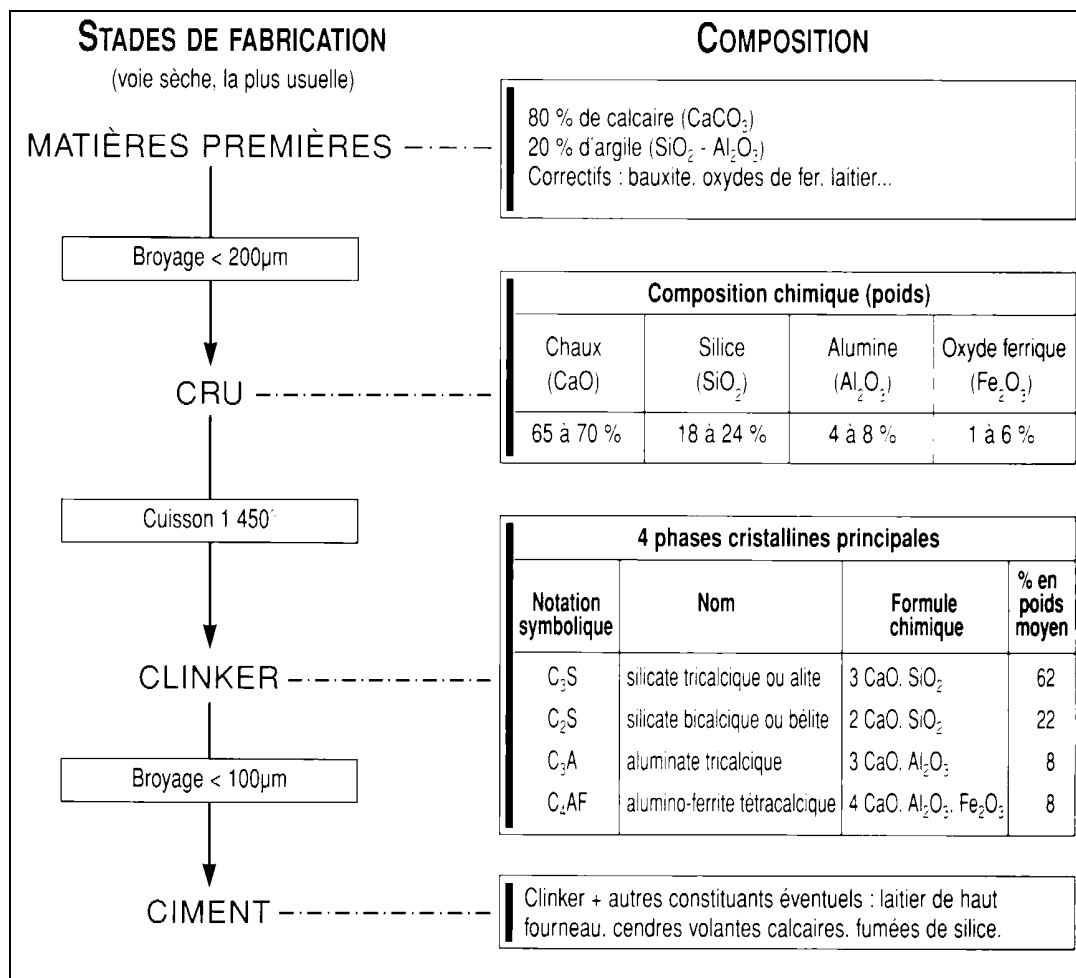 STADES DE FABRICATION
(voie sèche, la plus usuelle)
COMPOSITION
MATIÈRES PREMIÈRES
80 % de calcaire (CaCO₃)
20 % d'argile (SiO₂ - Al₂O₃)
Correctifs : bauxite. oxydes de fer. laitier...
Broyage < 200µm
CRU
Composition chimique (poids)
Chaux Silice Alumine Oxyde ferrique
(CaO) (SiO₂) (Al₂O₃) (Fe₂O₃)
65 à 70 % 18 à 24 % 4 à 8 % 1 à 6 %
Cuisson 1 450°
CLINKER
4 phases cristallines principales
Notation symbolique Nom Formule chimique % en poids moyen
C₃S silicate tricalcique ou alite 3 CaO. SiO₂ 62
C₂S silicate bicalcique ou bélite 2 CaO. SiO₂ 22
C₃A aluminate tricalcique 3 CaO. Al₂O₃ 8
C₄AF alumino-ferrite tétracalcique 4 CaO. Al₂O₃. Fe₂O₃ 8
Broyage < 100µm
CIMENT
Clinker + autres constituants éventuels : laitier de haut
fourneau. cendres volantes calcaires. fumées de silice.